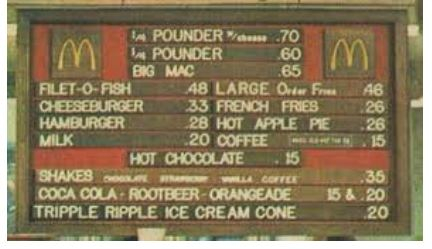 1/4 POUNDER W/cheese .70
1/4 POUNDER .60
BIG MAC .65
FILET-O-FISH .48 LARGE Order Fries .46
CHEESEBURGER .33 FRENCH FRIES .26
HAMBURGER .28 HOT APPLE PIE .26
MILK .20 COFFEE .15
HOT CHOCOLATE .15
SHAKES CHOCOLATE STRAWBERRY VANILLA COFFEE .35
COCA COLA - ROOTBEER - ORANGEADE 15 & .20
TRIPPLE RIPPLE ICE CREAM CONE .20